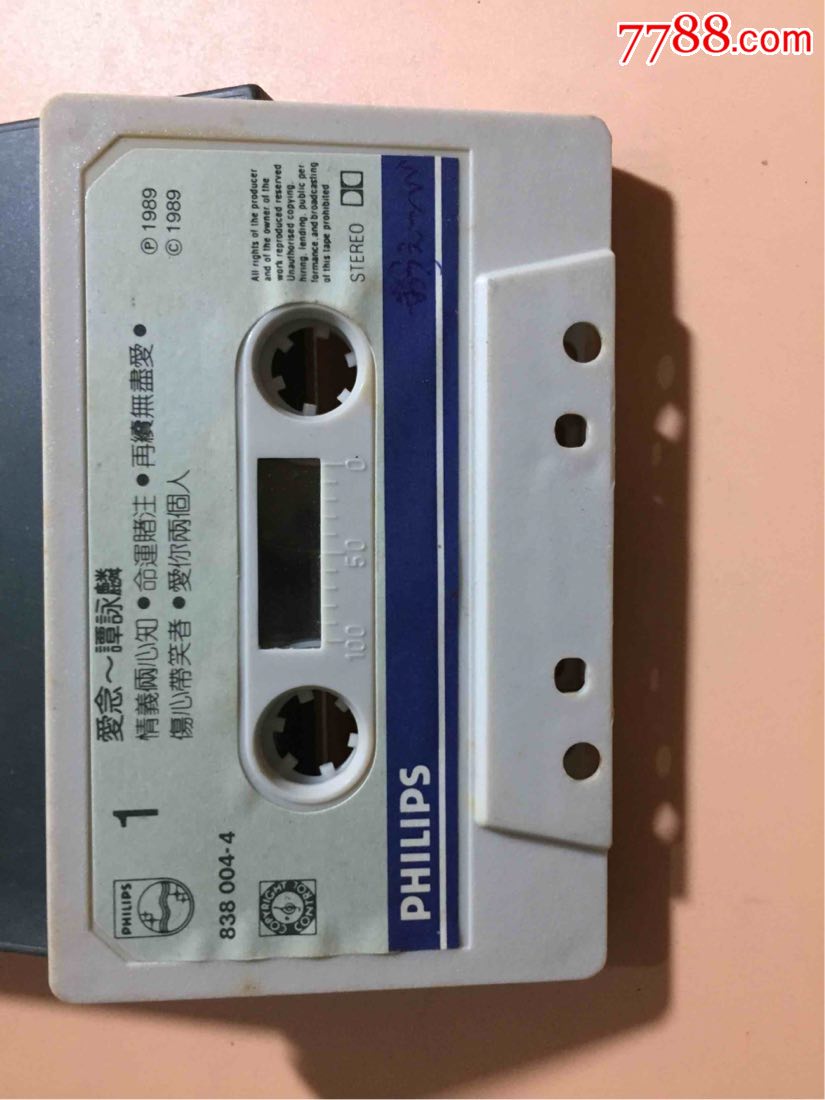 7788.com
愛念～譚詠麟
情義兩心知•命運賭注•再續無盡愛•
傷心帶笑者•愛你兩個人
℗ 1989
© 1989
1
PHILIPS
838 004-4
COPYRIGHT CONTROL
All rights of the producer
and of the owner of the
work reproduced reserved
Unauthorised copying,
hiring, lending, public per
formance and broadcasting
of this tape prohibited
STEREO
100 50 0
PHILIPS